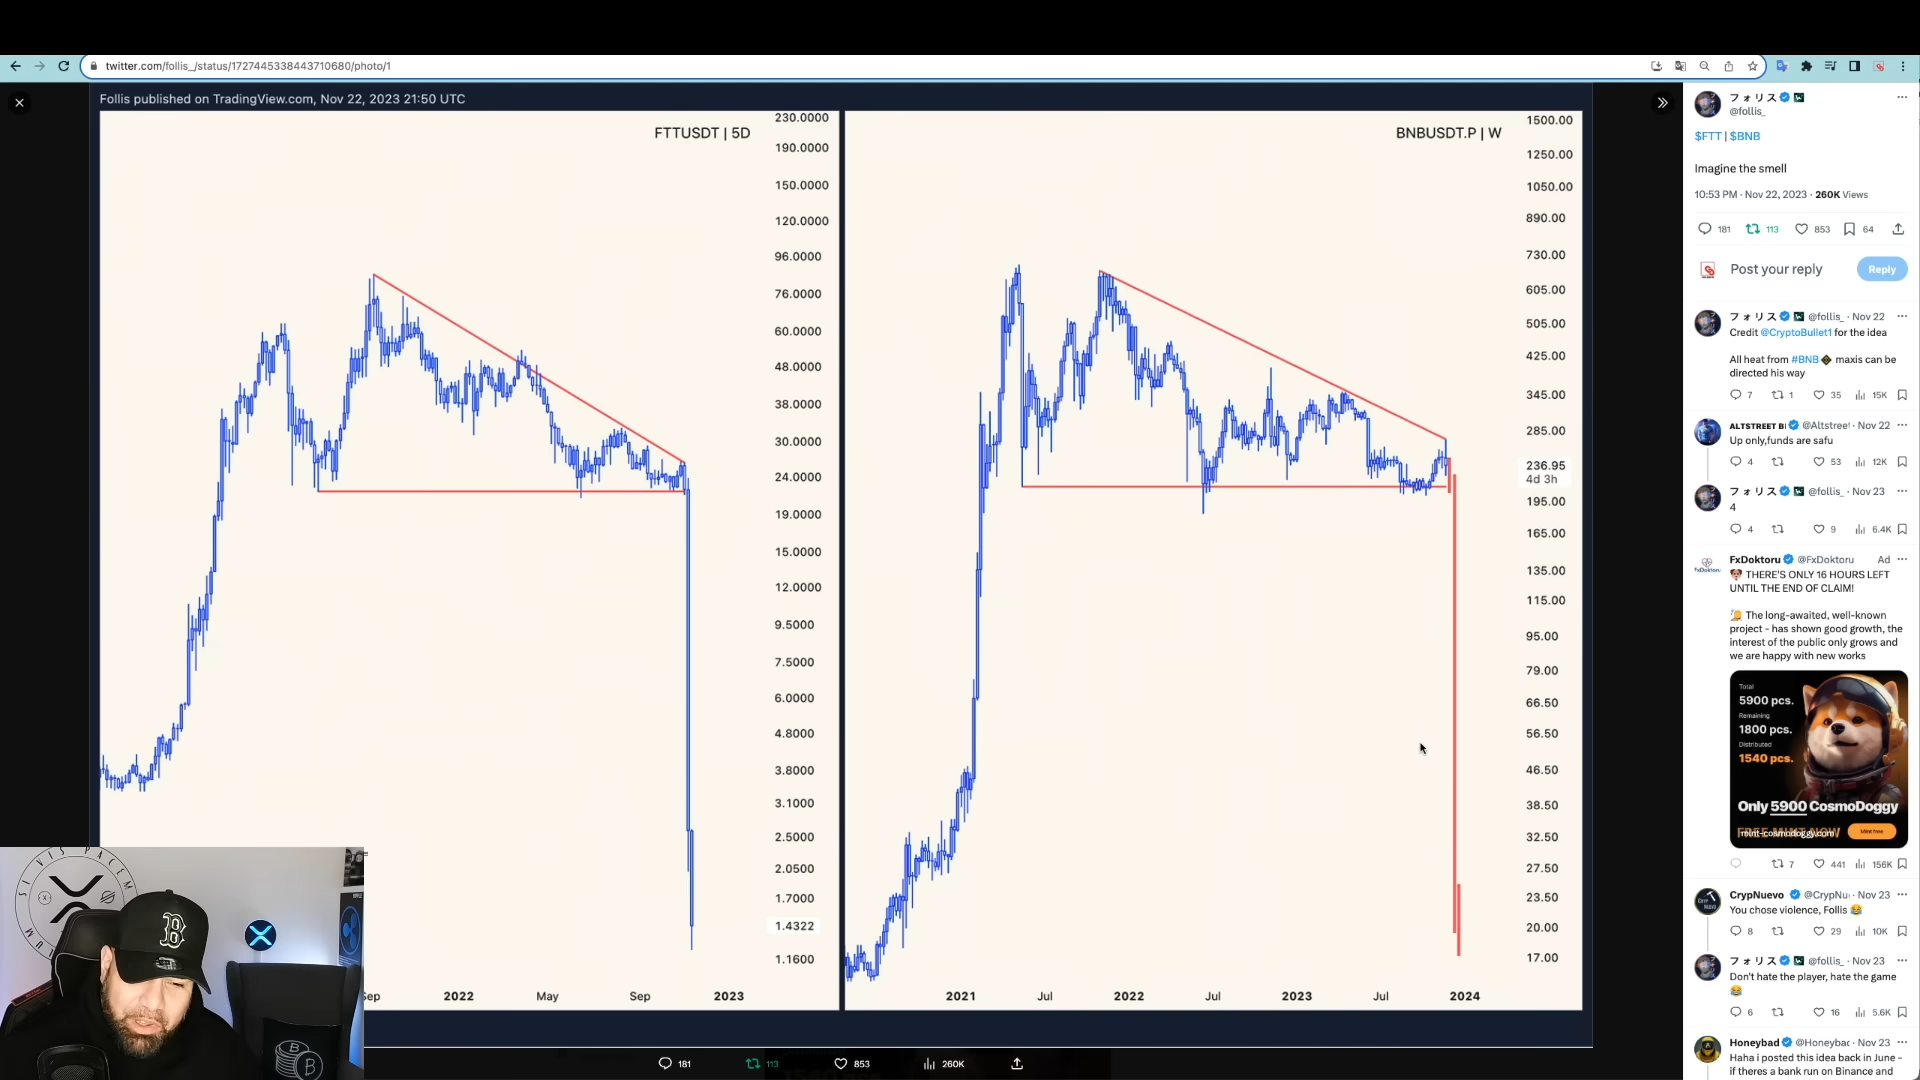 twitter.com/follis_/status/1727445338443710680/photo/1
Follis published on TradingView.com, Nov 22, 2023 21:50 UTC
FTTUSDT | 5D
230.0000
190.0000
150.0000
120.0000
96.0000
76.0000
60.0000
48.0000
38.0000
30.0000
24.0000
19.0000
15.0000
12.0000
9.5000
7.5000
6.0000
4.8000
3.8000
3.1000
2.5000
2.0500
1.7000
1.4322
1.1600
Sep
2022
May
Sep
2023
BNBUSDT.P | W
1500.00
1250.00
1050.00
890.00
730.00
605.00
505.00
425.00
345.00
285.00
236.95
4d 3h
195.00
165.00
135.00
115.00
95.00
79.00
66.50
56.50
46.50
38.50
32.50
27.50
23.50
20.00
17.00
2021
Jul
2022
Jul
2023
Jul
2024
181
113
853
260K
フォリス
@follis_
$FTT | $BNB
Imagine the smell
10:53 PM · Nov 22, 2023 · 260K Views
181 113 853 64
Post your reply
Reply
フォリス @follis_ · Nov 22
Credit @CryptoBullet1 for the idea
All heat from #BNB maxis can be
directed his way
7 1 35 15K
ALTSTREET B @Altstree · Nov 22
Up only,funds are safu
4 53 12K
フォリス @follis_ · Nov 23
4
4 9 6.4K
FxDoktoru @FxDoktoru Ad
THERE'S ONLY 16 HOURS LEFT
UNTIL THE END OF CLAIM!
The long-awaited, well-known
project - has shown good growth, the
interest of the public only grows and
we are happy with new works
Total
5900 pcs.
Remaining
1800 pcs.
Distributed
1540 pcs.
Only 5900 CosmoDoggy
FREE MINT NOW
mint-cosmodoggy.com
Mint free
7 441 156K
CrypNuevo @CrypNu · Nov 23
You chose violence, Follis 😂
8 29 10K
フォリス @follis_ · Nov 23
Don't hate the player, hate the game
😂
6 16 5.6K
Honeybad @Honeybac · Nov 23
Haha i posted this idea back in June -
if theres a bank run on Binance and
SI VIS PACEM
B